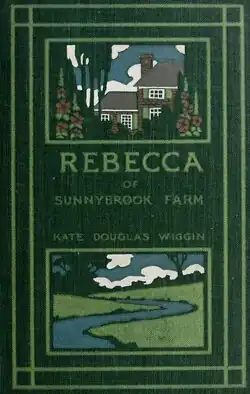 REBECCA
OF
SUNNYBROOK FARM
KATE DOUGLAS WIGGIN